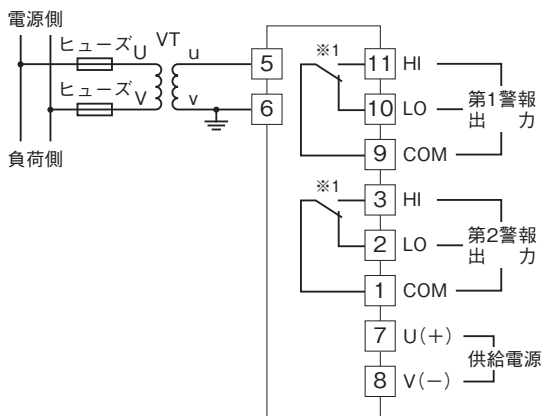 電源側
ヒューズ U VT u
ヒューズ V v
負荷側
5
6
※1
11 HI
10 LO
9 COM
第1警報
出 力
※1
3 HI
2 LO
1 COM
第2警報
出 力
7 U(+)
8 V(−)
供給電源